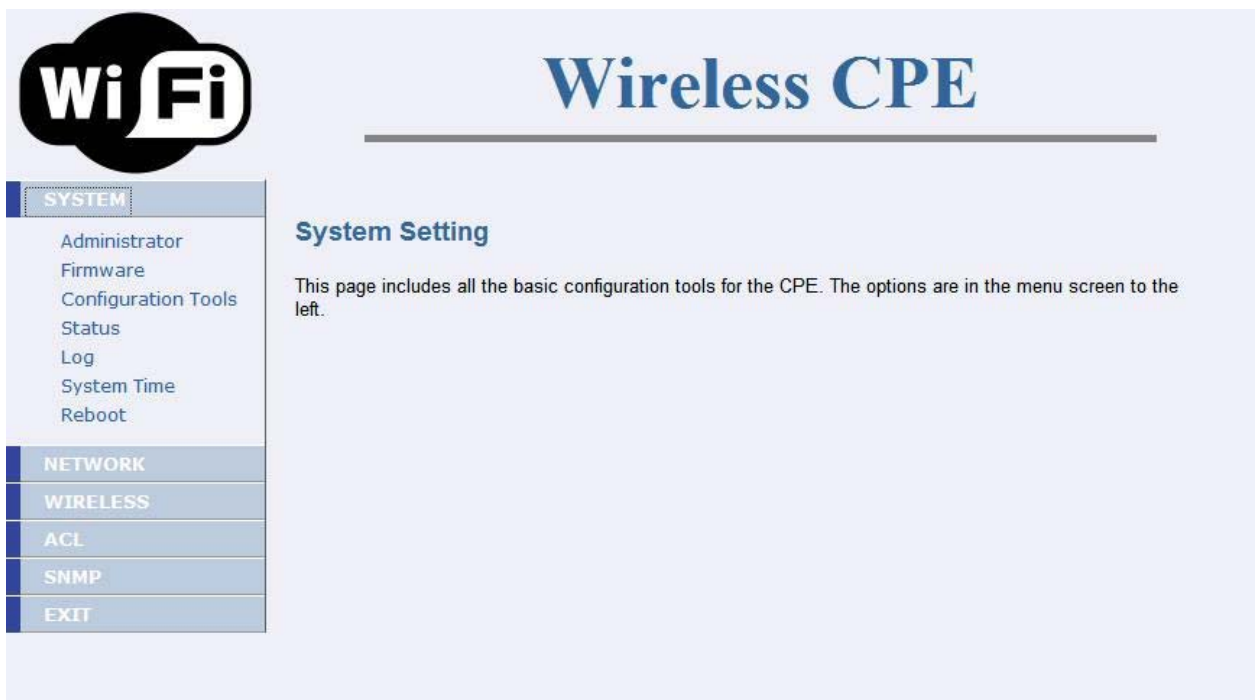 Wi Fi
Wireless CPE
SYSTEM
Administrator
Firmware
Configuration Tools
Status
Log
System Time
Reboot
NETWORK
WIRELESS
ACL
SNMP
EXIT
System Setting
This page includes all the basic configuration tools for the CPE. The options are in the menu screen to the
left.